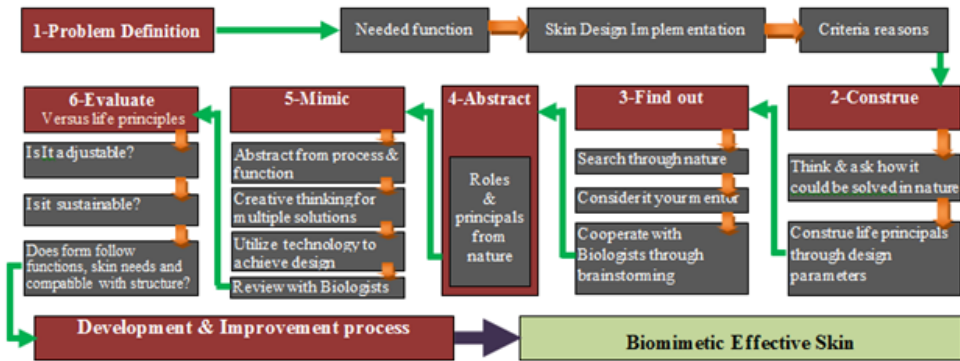 1-Problem Definition
Needed function
Skin Design Implementation
Criteria reasons
2-Construe
Think & ask how it
could be solved in nature
Construe life principals
through design
parameters
3-Find out
Search through nature
Consider it your mentor
Cooperate with
Biologists through
brainstorming
4-Abstract
Roles
&
principals
from
nature
5-Mimic
Abstract from process &
function
Creative thinking for
multiple solutions
Utilize technology to
achieve design
Review with Biologists
6-Evaluate
Versus life principles
Is It adjustable?
Is it sustainable?
Does form follow
functions, skin needs and
compatible with structure?
Development & Improvement process
Biomimetic Effective Skin